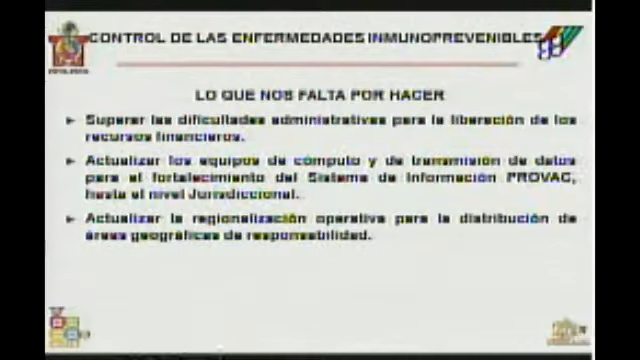 CONTROL DE LAS ENFERMEDADES INMUNOPREVENIBLES
LO QUE NOS FALTA POR HACER
► Superar las dificultades administrativas para la liberación de los
recursos financieros.
► Actualizar los equipos de cómputo y de transmisión de datos
para el fortalecimiento del Sistema de Información PROVAC,
hasta el nivel Jurisdiccional.
► Actualizar la regionalización operativa para la distribución de
áreas geográficas de responsabilidad.